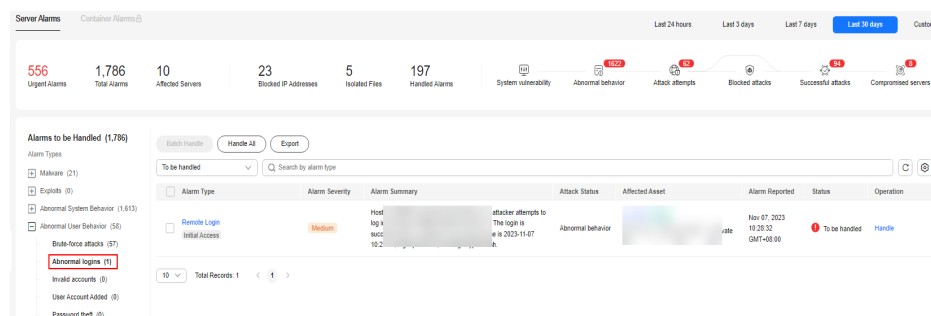 Server Alarms
Container Alarms
Last 24 hours
Last 3 days
Last 7 days
Last 30 days
Custom
556
Urgent Alarms
1,786
Total Alarms
10
Affected Servers
23
Blocked IP Addresses
5
Isolated Files
197
Handled Alarms
System vulnerability
1622
Abnormal behavior
62
Attack attempts
Blocked attacks
94
Successful attacks
8
Compromised servers
Alarms to be Handled (1,786)
Alarm Types
Malware (21)
Exploits (0)
Abnormal System Behavior (1,613)
Abnormal User Behavior (58)
Brute-force attacks (57)
Abnormal logins (1)
Invalid accounts (0)
User Account Added (0)
Password theft (0)
Batch Handle
Handle All
Export
To be handled
Search by alarm type
Alarm Type
Alarm Severity
Alarm Summary
Attack Status
Affected Asset
Alarm Reported
Status
Operation
Remote Login
Initial Access
Medium
Host attacker attempts to
log i The login is
succ e is 2023-11-07
10:2 sh.
Abnormal behavior
vate
Nov 07, 2023
10:28:32
GMT+08:00
To be handled
Handle
10
Total Records: 1
< 1 >